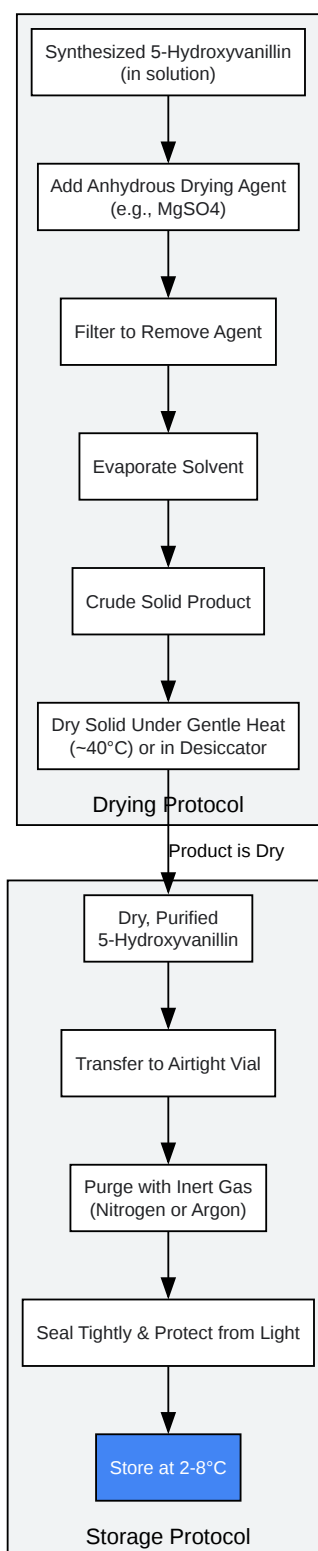 Synthesized 5-Hydroxyvanillin
(in solution)
Add Anhydrous Drying Agent
(e.g., MgSO4)
Filter to Remove Agent
Evaporate Solvent
Crude Solid Product
Dry Solid Under Gentle Heat
(~40°C) or in Desiccator
Drying Protocol
Product is Dry
Dry, Purified
5-Hydroxyvanillin
Transfer to Airtight Vial
Purge with Inert Gas
(Nitrogen or Argon)
Seal Tightly & Protect from Light
Store at 2-8°C
Storage Protocol